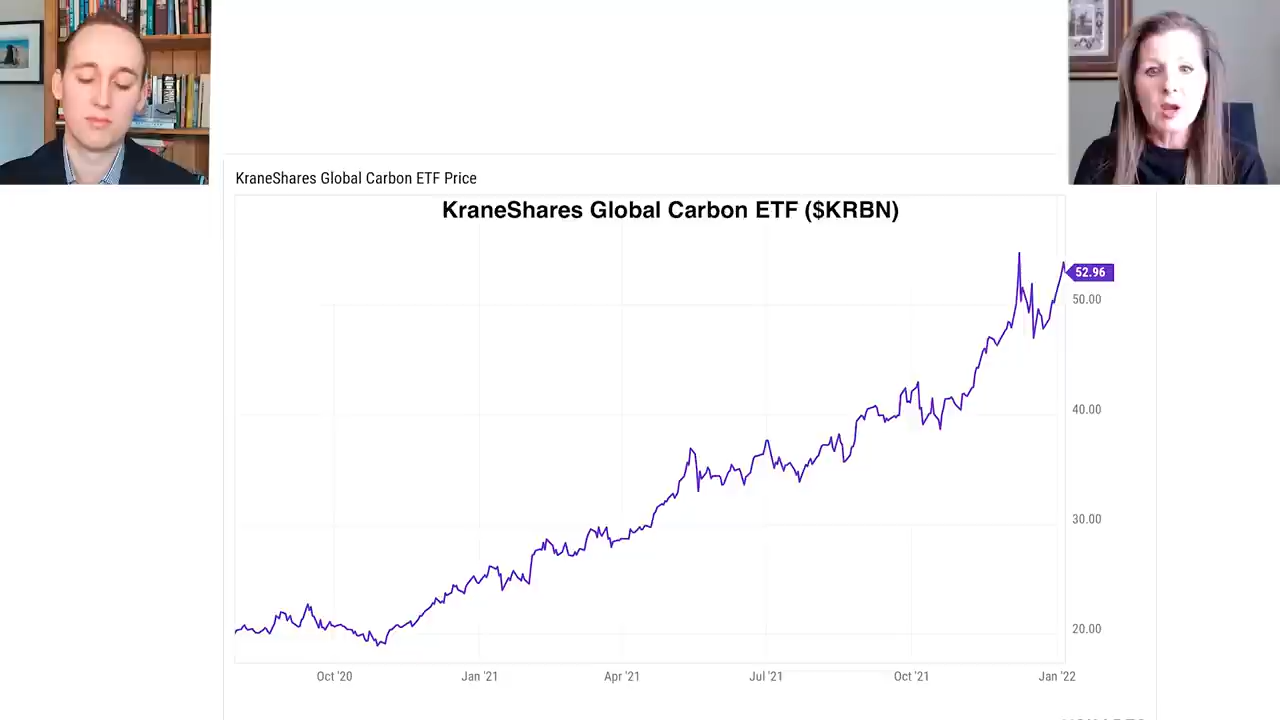 KraneShares Global Carbon ETF Price
KraneShares Global Carbon ETF ($KRBN)
52.96
50.00
40.00
30.00
20.00
Oct '20 Jan '21 Apr '21 Jul '21 Oct '21 Jan '22